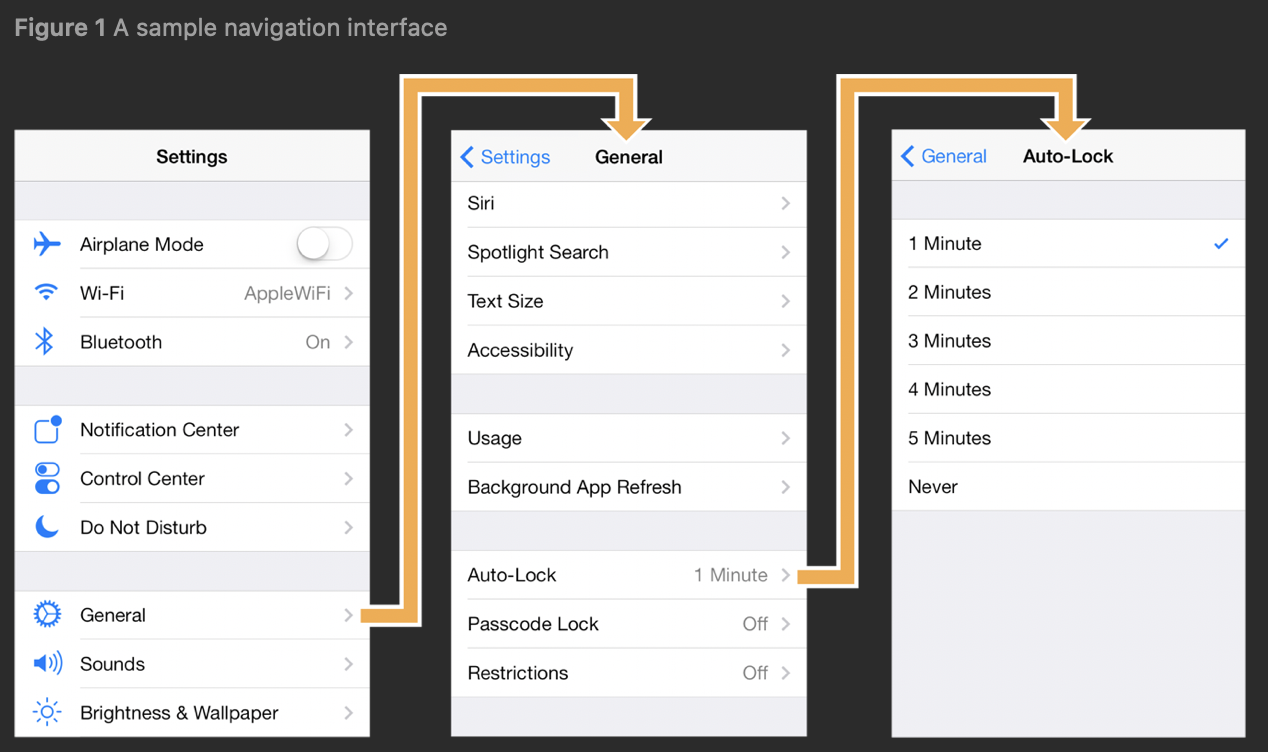 Figure 1 A sample navigation interface
Settings
Airplane Mode
Wi-Fi AppleWiFi
Bluetooth On
Notification Center
Control Center
Do Not Disturb
General
Sounds
Brightness & Wallpaper
Settings General
Siri
Spotlight Search
Text Size
Accessibility
Usage
Background App Refresh
Auto-Lock 1 Minute
Passcode Lock Off
Restrictions Off
General Auto-Lock
1 Minute
2 Minutes
3 Minutes
4 Minutes
5 Minutes
Never